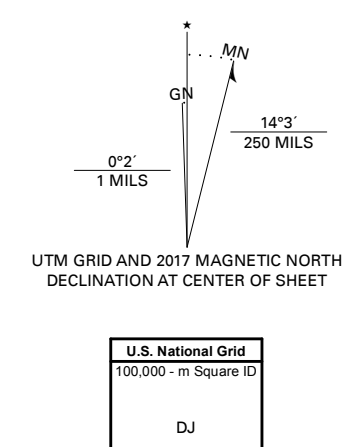 ★
MN
GN
14°3´
250 MILS
0°2´
1 MILS
UTM GRID AND 2017 MAGNETIC NORTH
DECLINATION AT CENTER OF SHEET
U.S. National Grid
100,000 - m Square ID
DJ